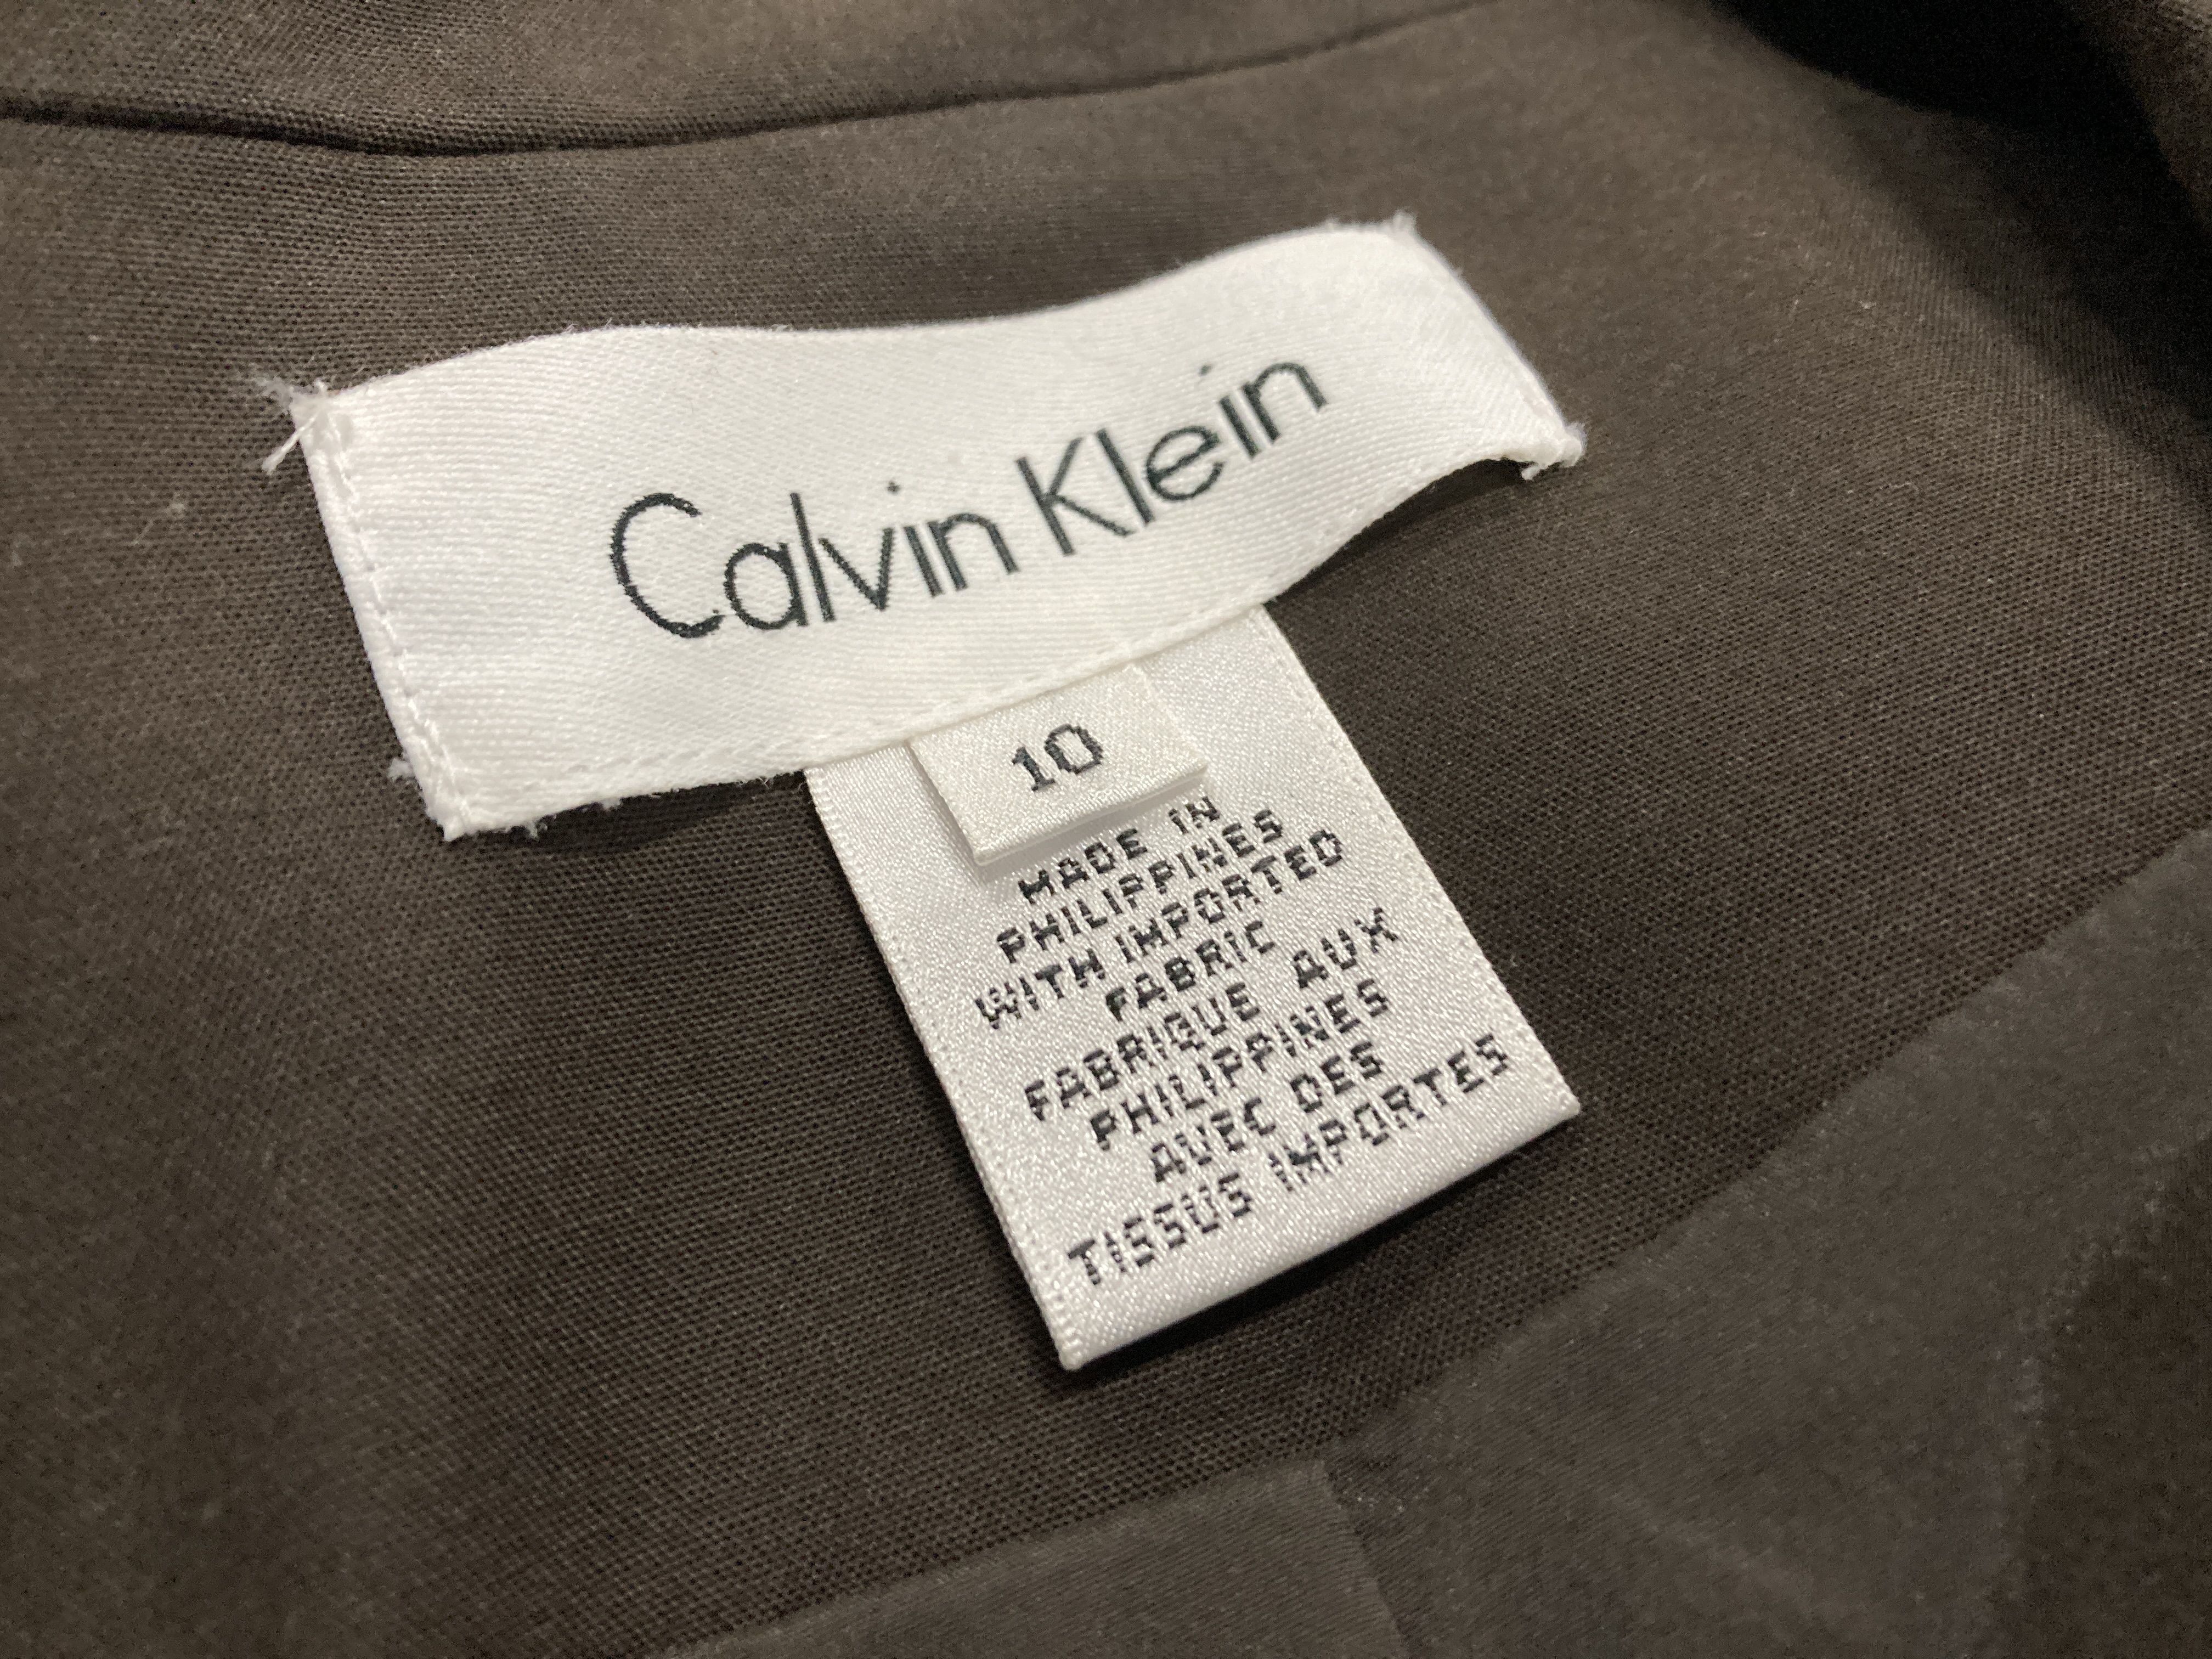 Calvin Klein
10
MADE IN
PHILIPPINES
WITH IMPORTED
FABRIC
FABRIQUE AUX
PHILIPPINES
AVEC DES
TISSUS IMPORTES